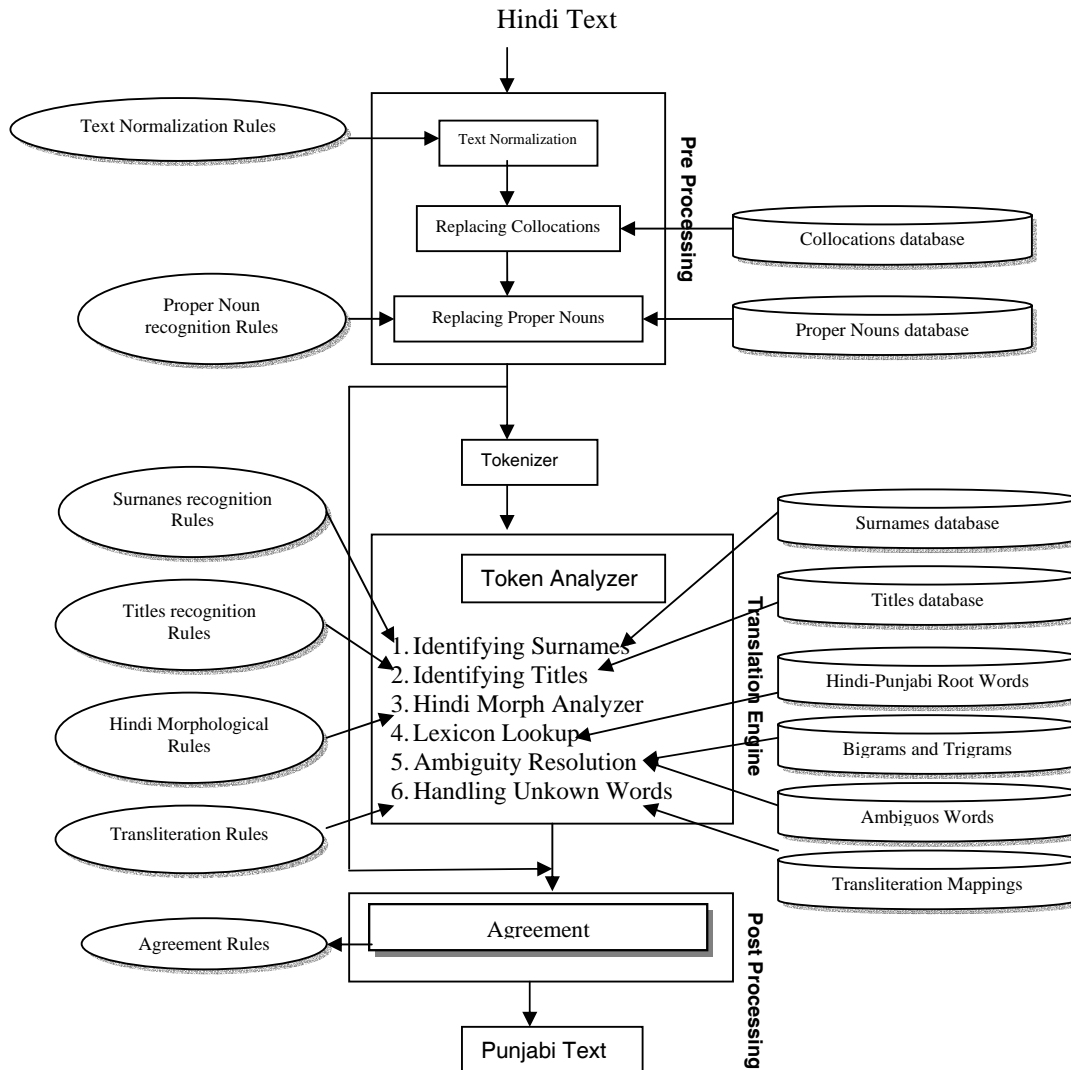 Hindi Text
Text Normalization Rules
Text Normalization
Pre Processing
Replacing Collocations
Collocations database
Proper Noun
recognition Rules
Replacing Proper Nouns
Proper Nouns database
Tokenizer
Surnanes recognition
Rules
Surnames database
Token Analyzer
Titles recognition
Rules
Titles database
Translation Engine
1. Identifying Surnames
2. Identifying Titles
3. Hindi Morph Analyzer
4. Lexicon Lookup
5. Ambiguity Resolution
6. Handling Unkown Words
Hindi-Punjabi Root Words
Hindi Morphological
Rules
Bigrams and Trigrams
Ambiguos Words
Transliteration Rules
Transliteration Mappings
Agreement
Agreement Rules
Post Processing
Punjabi Text